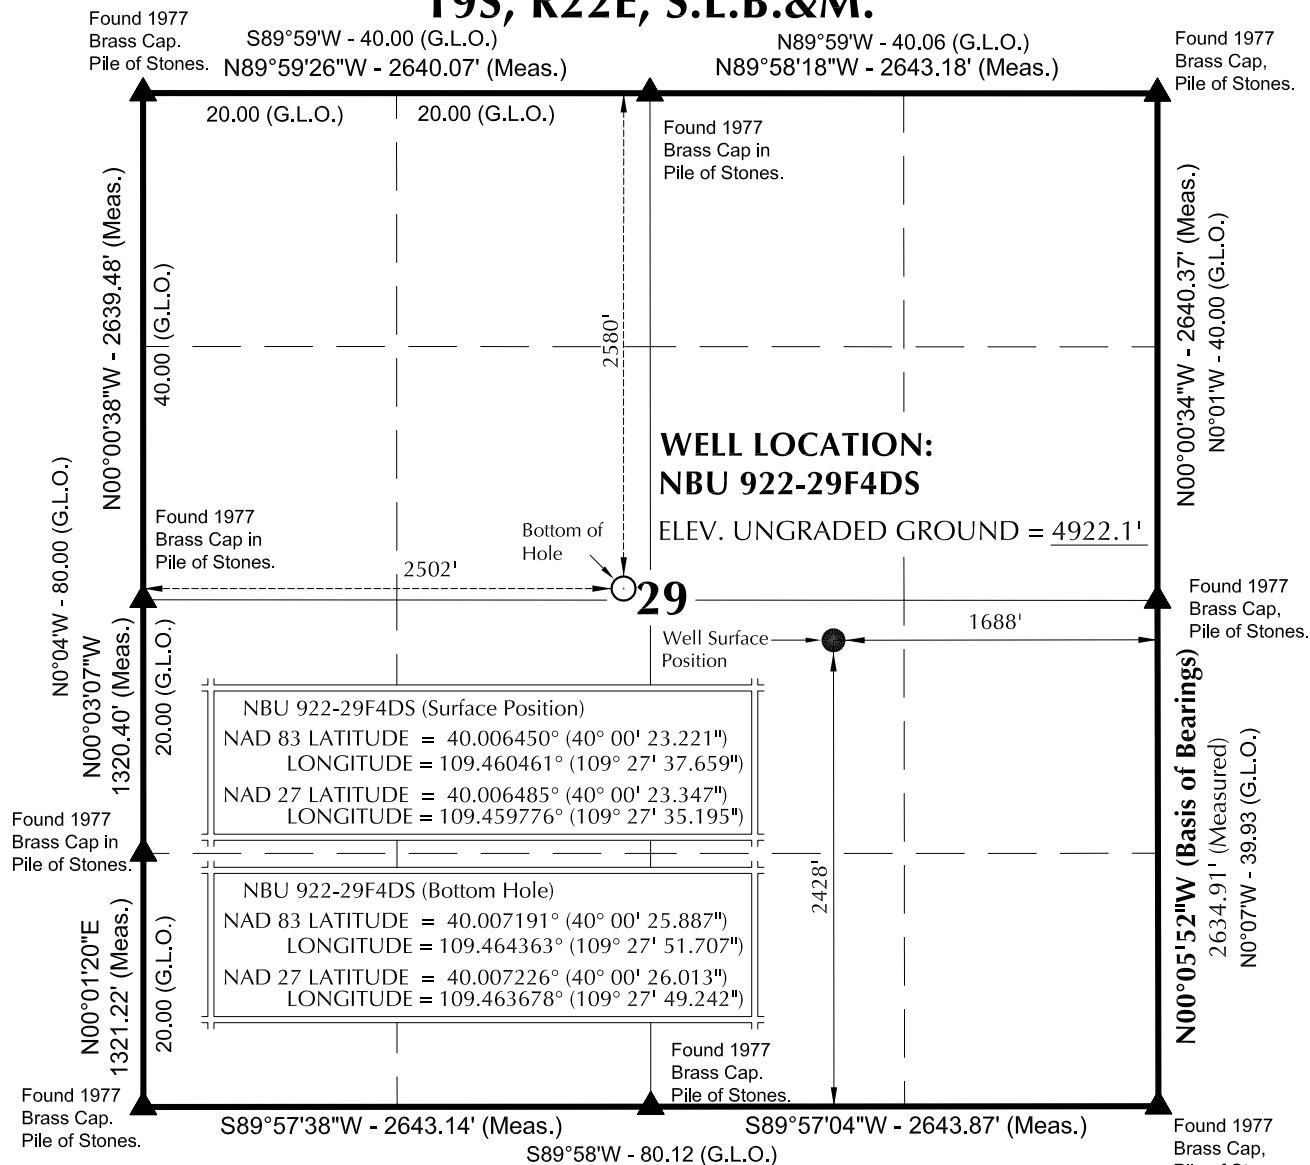 T9S, R22E, S.L.B.&M.
Found 1977
Brass Cap.
Pile of Stones.
S89°59'W - 40.00 (G.L.O.)
N89°59'26"W - 2640.07' (Meas.)
N89°59'W - 40.06 (G.L.O.)
N89°58'18"W - 2643.18' (Meas.)
Found 1977
Brass Cap,
Pile of Stones.
20.00 (G.L.O.)
20.00 (G.L.O.)
Found 1977
Brass Cap in
Pile of Stones.
N00°00'38"W - 2639.48' (Meas.)
40.00 (G.L.O.)
2580'
N00°00'34"W - 2640.37' (Meas.)
N0°01'W - 40.00 (G.L.O.)
WELL LOCATION:
NBU 922-29F4DS
ELEV. UNGRADED GROUND = 4922.1'
Found 1977
Brass Cap in
Pile of Stones.
Bottom of
Hole
2502'
29
N0°04'W - 80.00 (G.L.O.)
Found 1977
Brass Cap,
Pile of Stones.
1688'
Well Surface
Position
N00°03'07"W
1320.40' (Meas.)
20.00 (G.L.O.)
NBU 922-29F4DS (Surface Position)
NAD 83 LATITUDE = 40.006450° (40° 00' 23.221")
LONGITUDE = 109.460461° (109° 27' 37.659")
NAD 27 LATITUDE = 40.006485° (40° 00' 23.347")
LONGITUDE = 109.459776° (109° 27' 35.195")
Found 1977
Brass Cap in
Pile of Stones.
NBU 922-29F4DS (Bottom Hole)
NAD 83 LATITUDE = 40.007191° (40° 00' 25.887")
LONGITUDE = 109.464363° (109° 27' 51.707")
NAD 27 LATITUDE = 40.007226° (40° 00' 26.013")
LONGITUDE = 109.463678° (109° 27' 49.242")
2428'
N00°05'52"W (Basis of Bearings)
2634.91' (Measured)
N0°07'W - 39.93 (G.L.O.)
N00°01'20"E
1321.22' (Meas.)
20.00 (G.L.O.)
Found 1977
Brass Cap.
Pile of Stones.
Found 1977
Brass Cap.
Pile of Stones.
S89°57'38"W - 2643.14' (Meas.)
S89°57'04"W - 2643.87' (Meas.)
S89°58'W - 80.12 (G.L.O.)
Found 1977
Brass Cap,